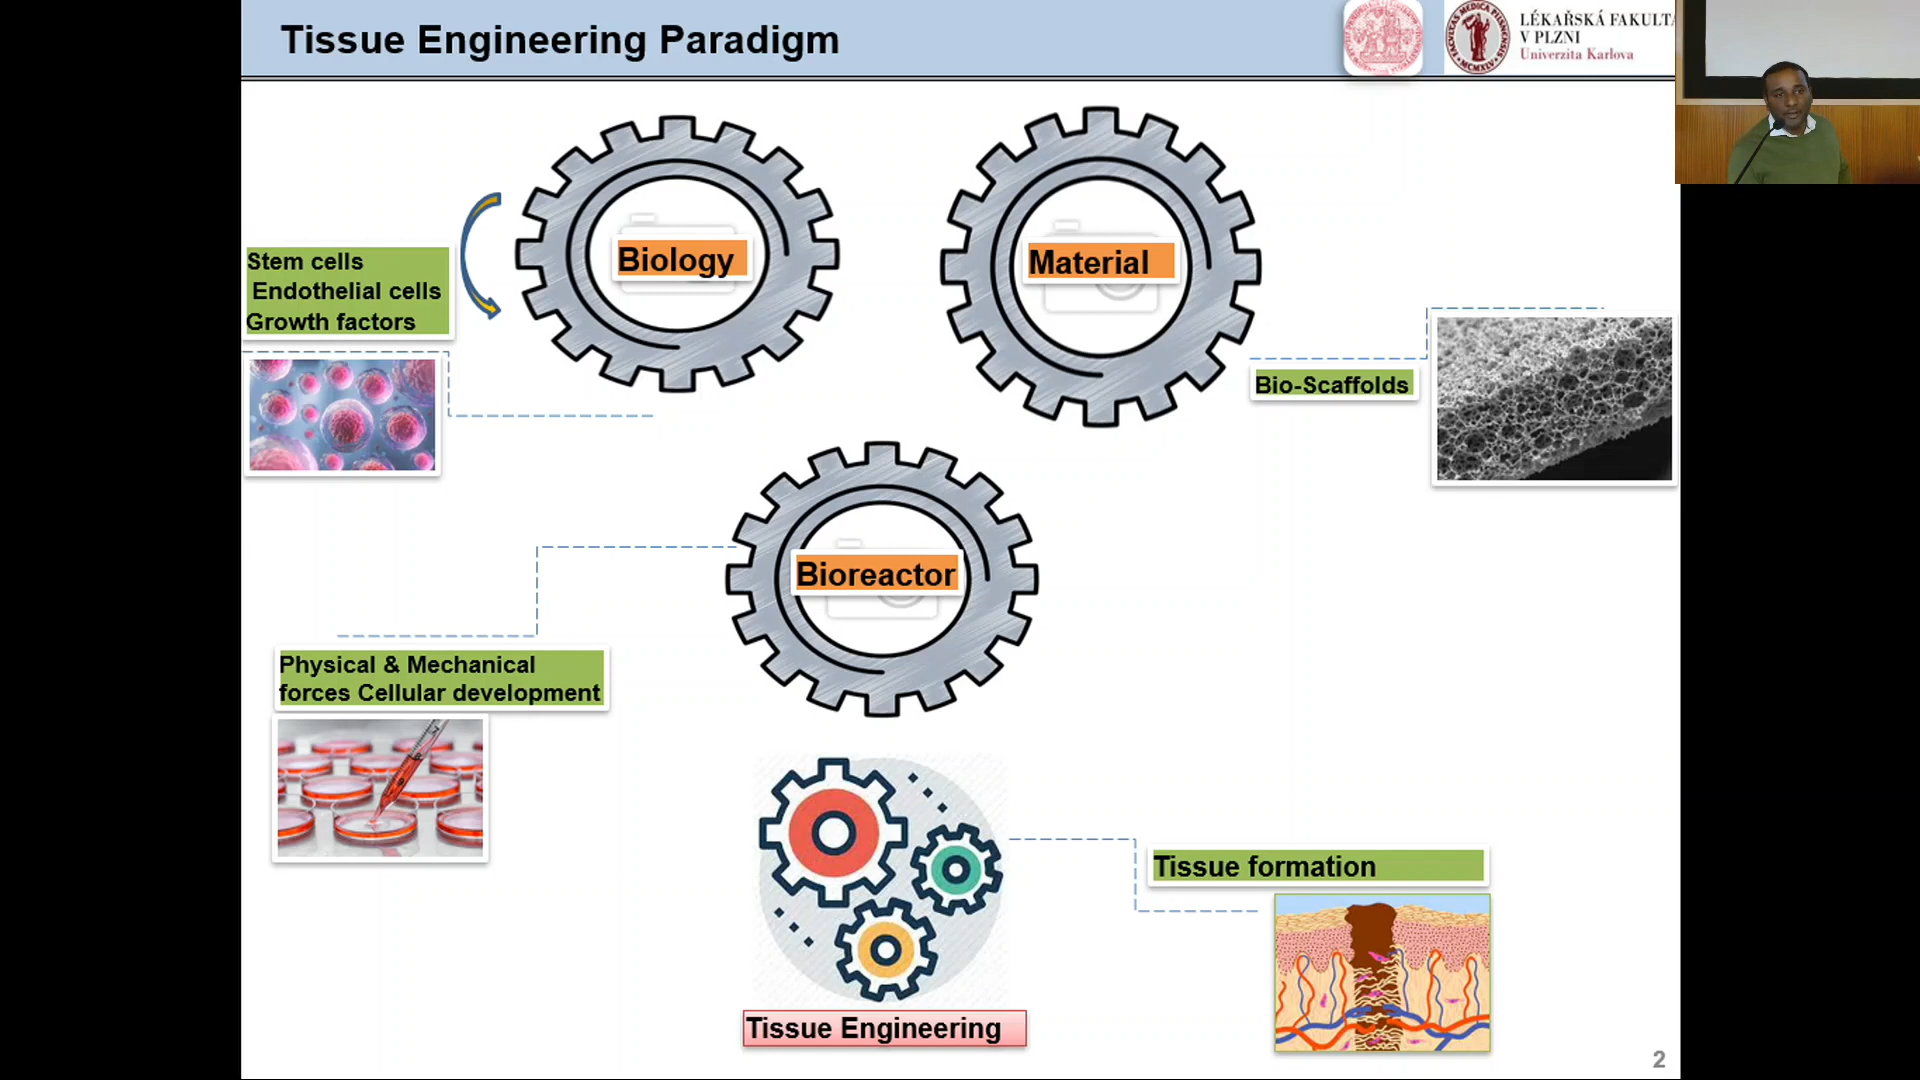 Tissue Engineering Paradigm
LÉKAŘSKÁ FAKULTA
V PLZNI
Univerzita Karlova
Biology
Material
Stem cells
Endothelial cells
Growth factors
Bio-Scaffolds
Bioreactor
Physical & Mechanical
forces Cellular development
Tissue formation
Tissue Engineering
2